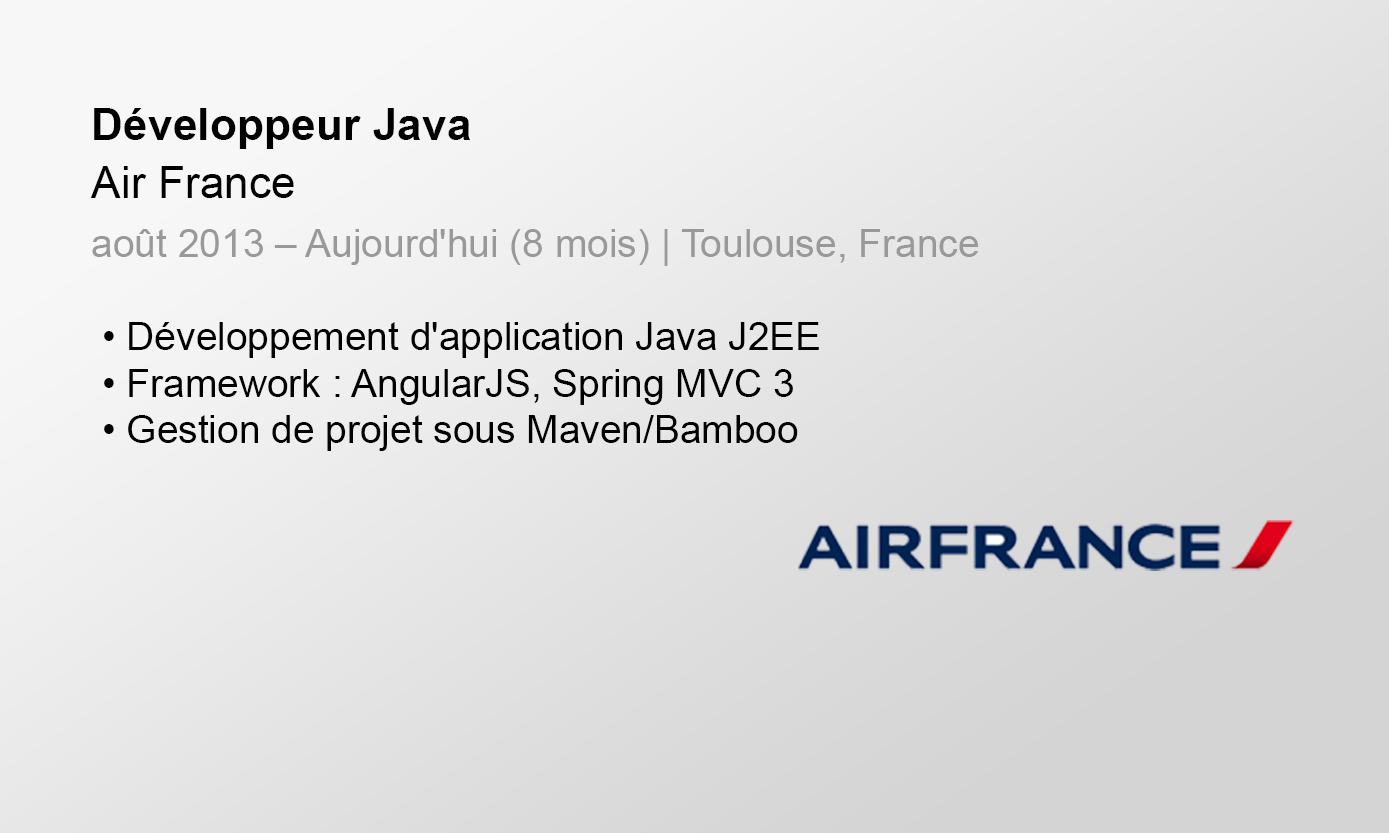 Développeur Java
Air France
août 2013 – Aujourd'hui (8 mois) | Toulouse, France
• Développement d'application Java J2EE
• Framework : AngularJS, Spring MVC 3
• Gestion de projet sous Maven/Bamboo
AIRFRANCE